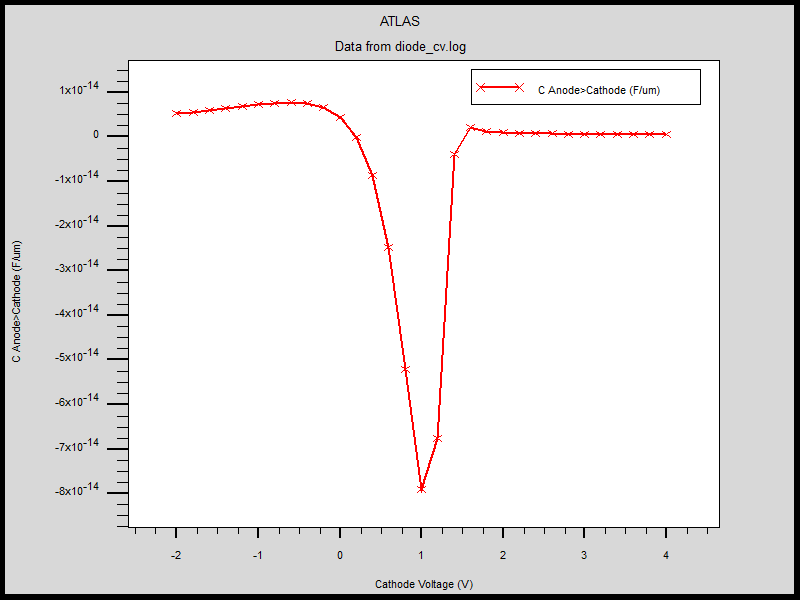 ATLAS
Data from diode_cv.log
C Anode>Cathode (F/um)
1x10-14
0
-1x10-14
-2x10-14
-3x10-14
-4x10-14
-5x10-14
-6x10-14
-7x10-14
-8x10-14
C Anode>Cathode (F/um)
-2 -1 0 1 2 3 4
Cathode Voltage (V)